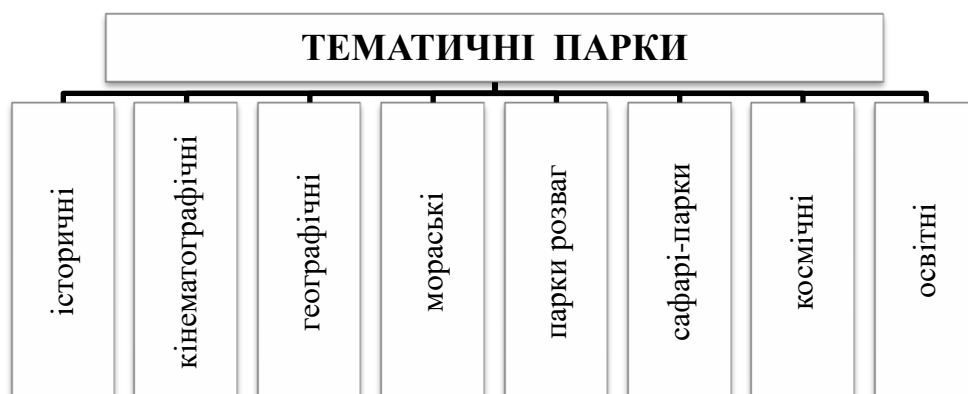 ТЕМАТИЧНІ ПАРКИ
історичні
кінематографічні
географічні
мораські
парки розваг
сафарі-парки
космічні
освітні